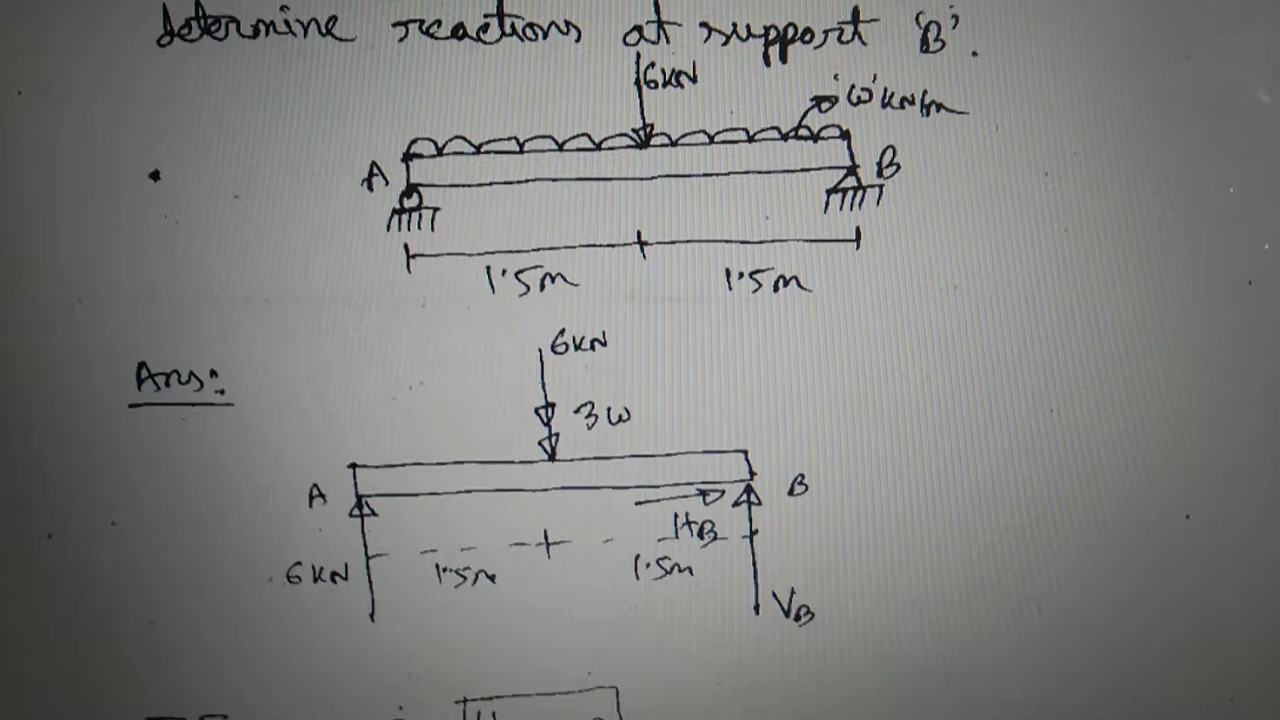 determine reactions at support 'B'.
6KN
'ω' KN/m
A
B
1.5m
1.5m
Ans:
6KN
3ω
A
B
HB
6KN
1.5m
1.5m
VB